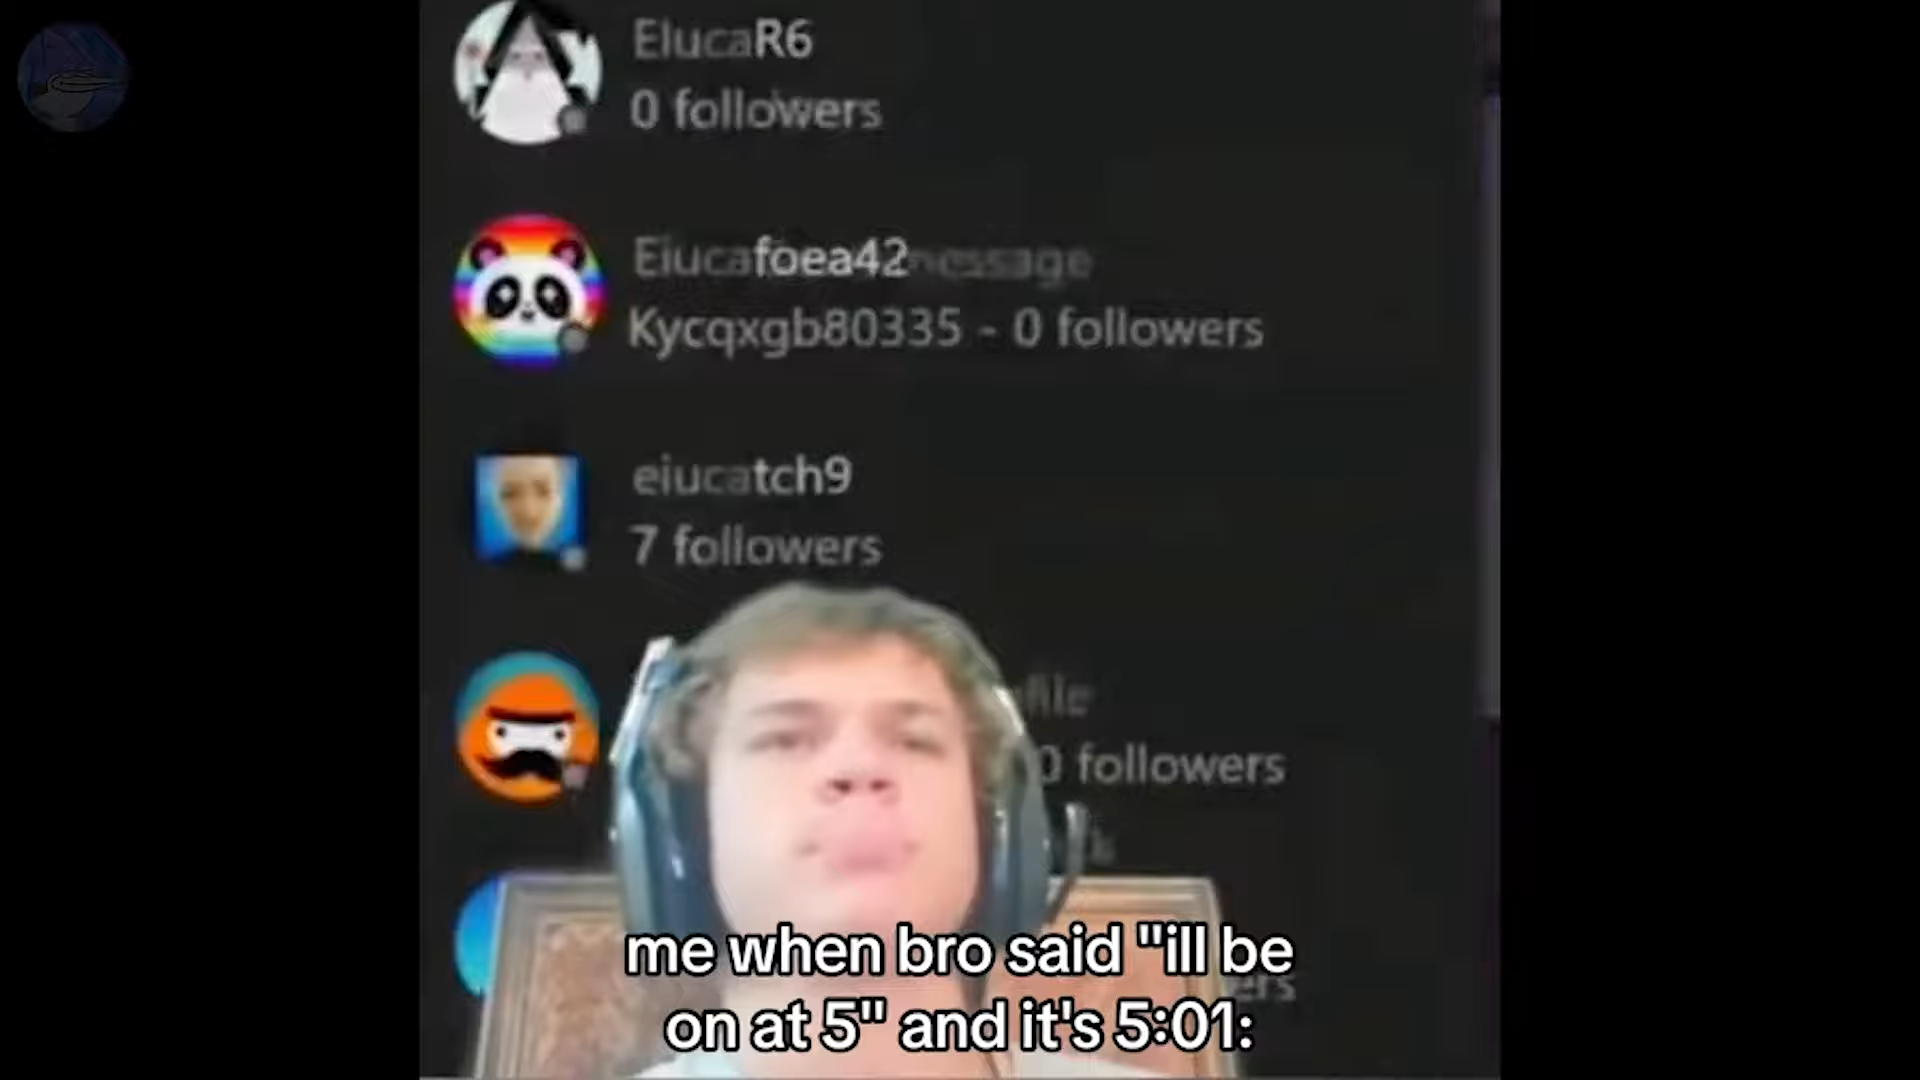 ElucaR6
0 followers
Eiucafoea42 message
Kycqxgb80335 - 0 followers
eiucatch9
7 followers
0 followers
me when bro said "ill be
on at 5" and it's 5:01: